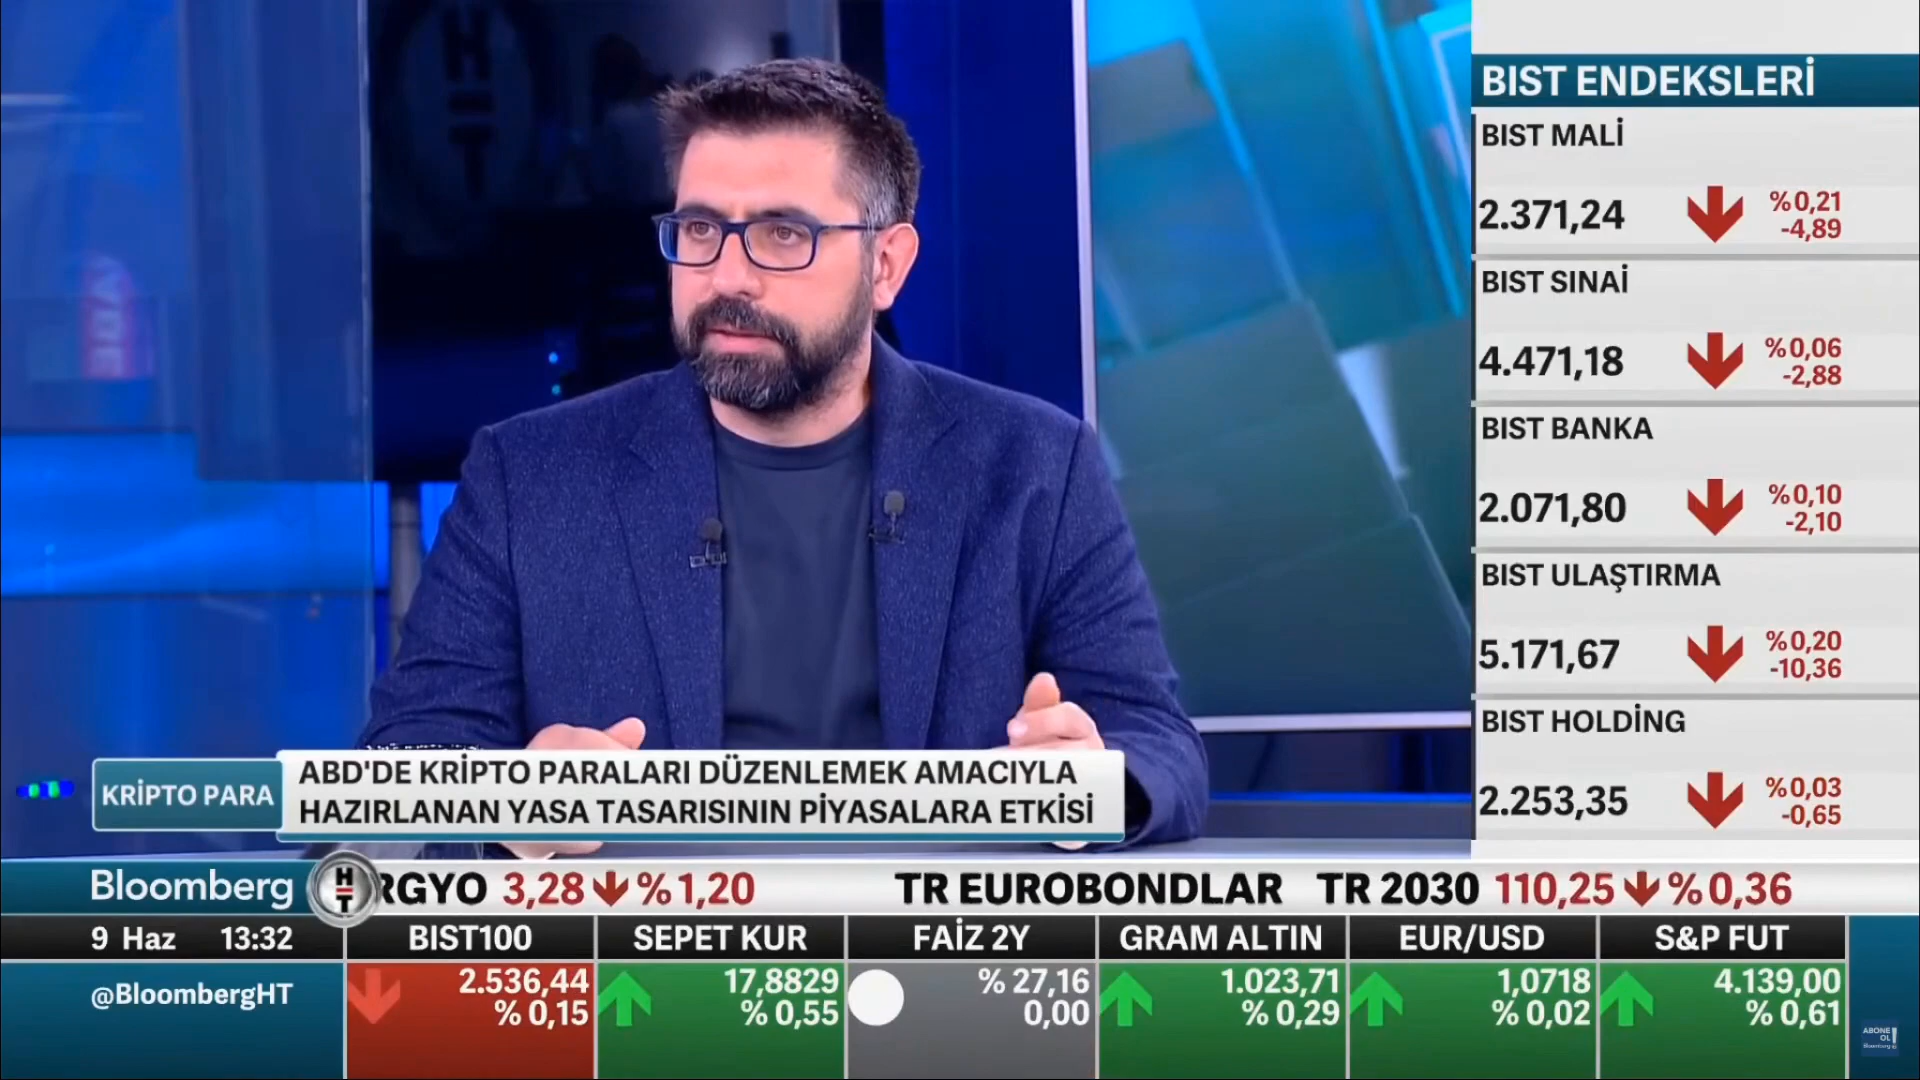 BIST ENDEKSLERİ
BIST MALİ
2.371,24 %0,21
-4,89
BIST SINAİ
4.471,18 %0,06
-2,88
BIST BANKA
2.071,80 %0,10
-2,10
BIST ULAŞTIRMA
5.171,67 %0,20
-10,36
BIST HOLDİNG
2.253,35 %0,03
-0,65
HT
KRİPTO PARA
ABD'DE KRİPTO PARALARI DÜZENLEMEK AMACIYLA
HAZIRLANAN YASA TASARISININ PİYASALARA ETKİSİ
Bloomberg HT RGYO 3,28 %1,20 TR EUROBONDLAR TR 2030 110,25 %0,36
9 Haz 13:32 BIST100 SEPET KUR FAİZ 2Y GRAM ALTIN EUR/USD S&P FUT
@BloombergHT
2.536,44 17,8829 %27,16 1.023,71 1,0718 4.139,00
%0,15 %0,55 0,00 %0,29 %0,02 %0,61
ABONE
OL!
Bloomberg